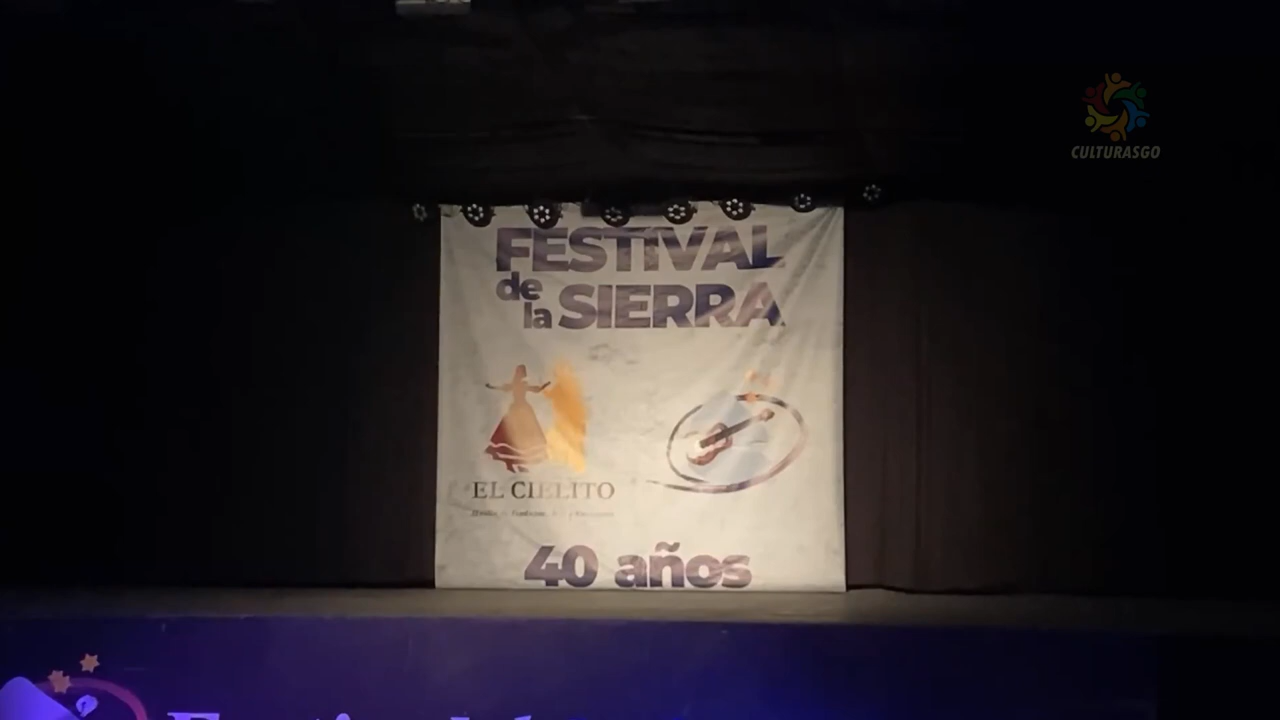 CULTURASGO
FESTIVAL
de
la SIERRA
EL CIELITO
40 años